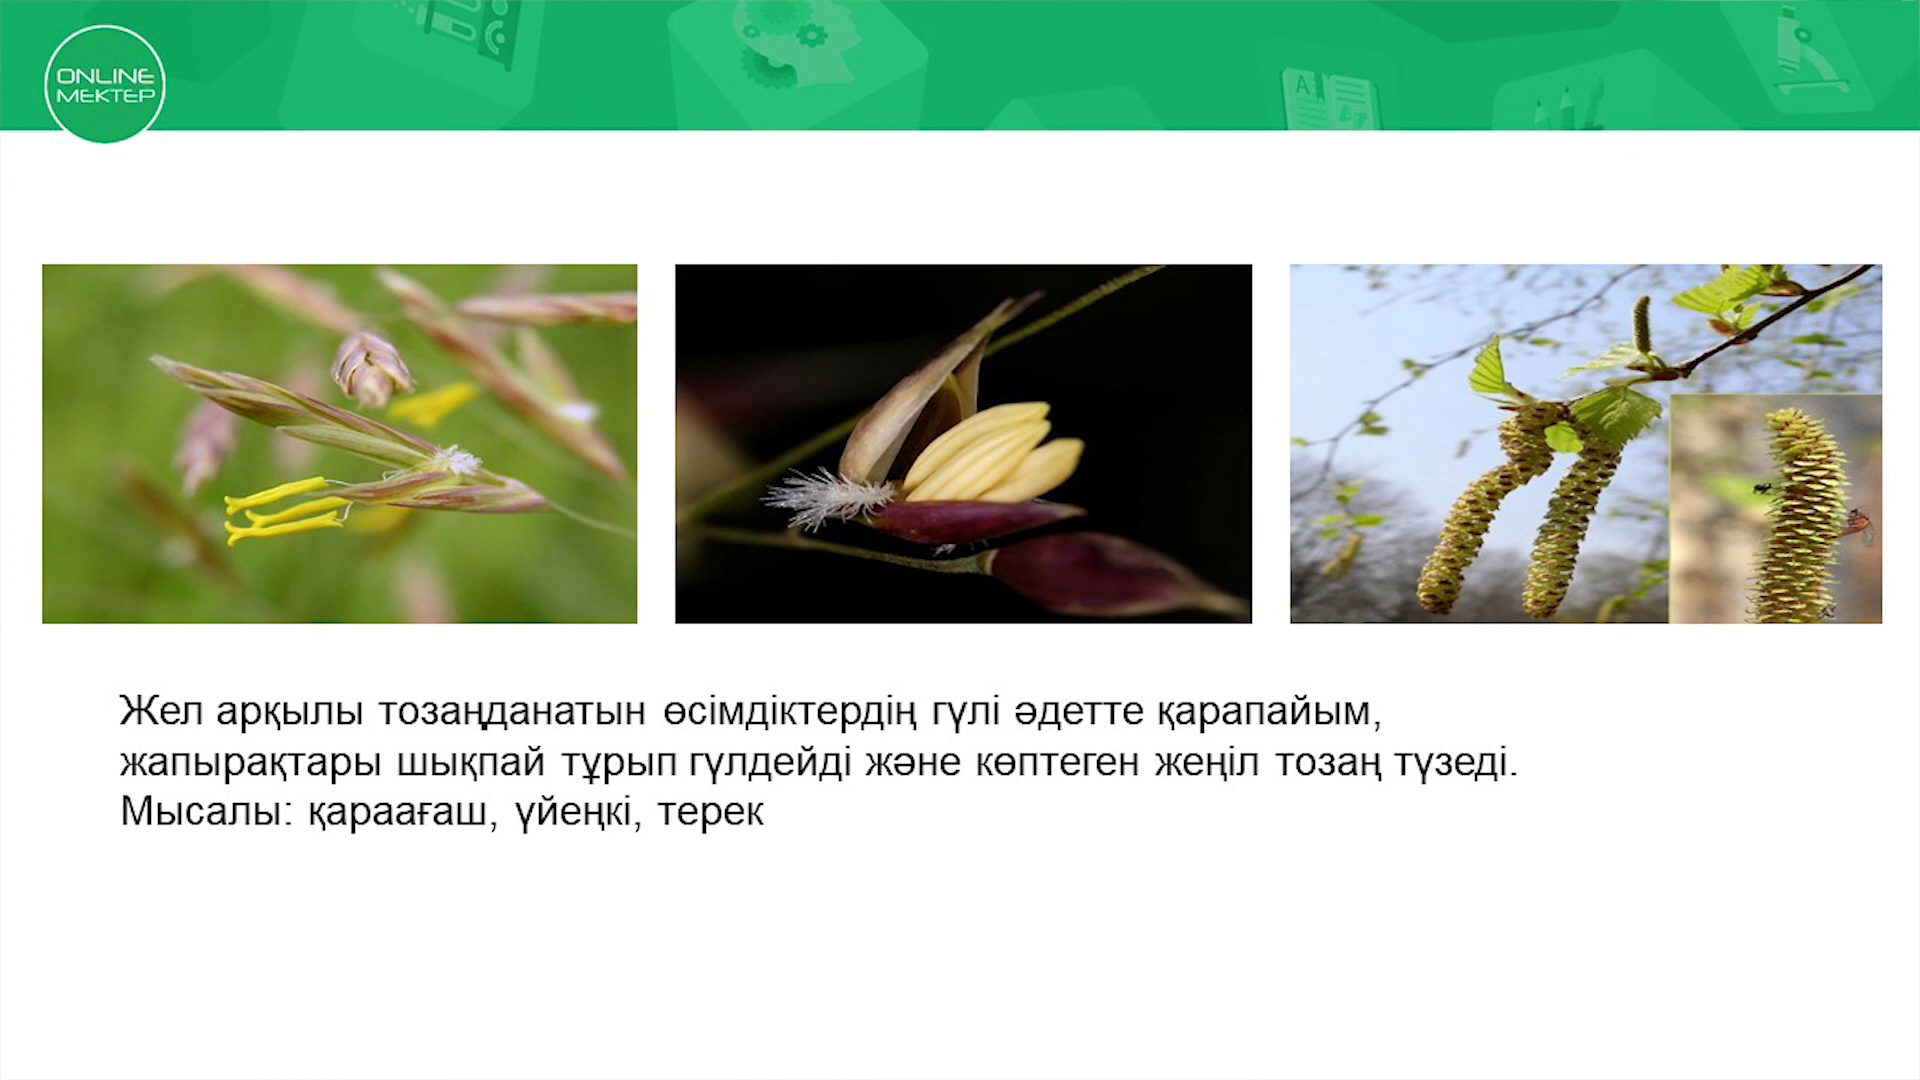 ONLINE
MEKTEP
Жел арқылы тозаңданатын өсімдіктердің гүлі әдетте қарапайым,
жапырақтары шықпай тұрып гүлдейді және көптеген жеңіл тозаң түзеді.
Мысалы: қараағаш, үйеңкі, терек